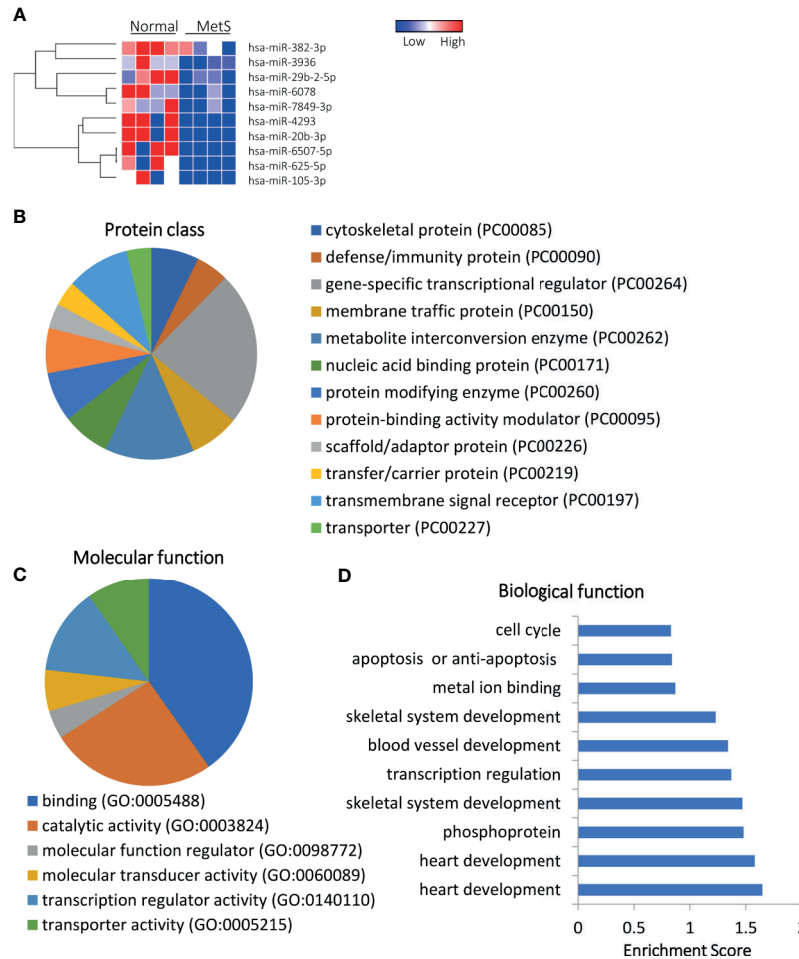 A
Normal MetS
Low High
hsa-miR-382-3p
hsa-miR-3936
hsa-miR-29b-2-5p
hsa-miR-6078
hsa-miR-7849-3p
hsa-miR-4293
hsa-miR-20b-3p
hsa-miR-6507-5p
hsa-miR-625-5p
hsa-miR-105-3p
B
Protein class
cytoskeletal protein (PC00085)
defense/immunity protein (PC00090)
gene-specific transcriptional regulator (PC00264)
membrane traffic protein (PC00150)
metabolite interconversion enzyme (PC00262)
nucleic acid binding protein (PC00171)
protein modifying enzyme (PC00260)
protein-binding activity modulator (PC00095)
scaffold/adaptor protein (PC00226)
transfer/carrier protein (PC00219)
transmembrane signal receptor (PC00197)
transporter (PC00227)
C
Molecular function
binding (GO:0005488)
catalytic activity (GO:0003824)
molecular function regulator (GO:0098772)
molecular transducer activity (GO:0060089)
transcription regulator activity (GO:0140110)
transporter activity (GO:0005215)
D
Biological function
cell cycle
apoptosis or anti-apoptosis
metal ion binding
skeletal system development
blood vessel development
transcription regulation
skeletal system development
phosphoprotein
heart development
heart development
0 0.5 1 1.5
Enrichment Score